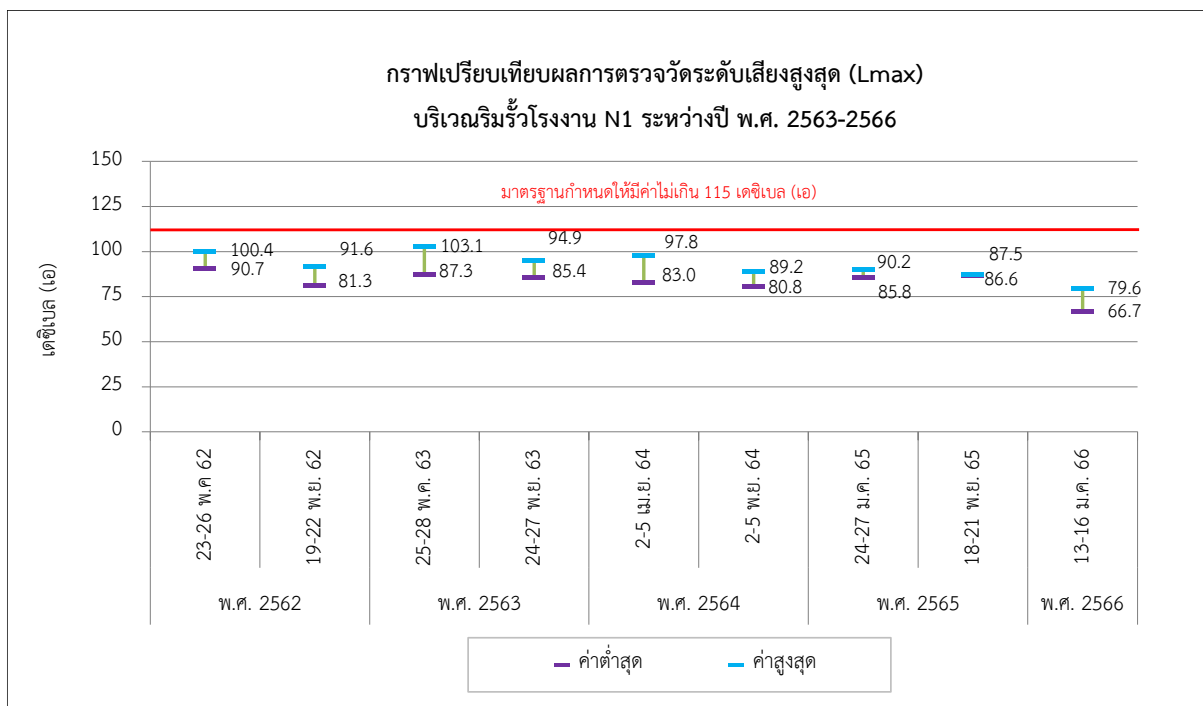 กราฟเปรียบเทียบผลการตรวจวัดระดับเสียงสูงสุด (Lmax)
บริเวณริมรั้วโรงงาน N1 ระหว่างปี พ.ศ. 2563-2566
เดซิเบล (เอ)
150
125
100
75
50
25
0
มาตรฐานกำหนดให้มีค่าไม่เกิน 115 เดซิเบล (เอ)
100.4
90.7
91.6
81.3
103.1
87.3
94.9
85.4
97.8
83.0
89.2
80.8
90.2
85.8
87.5
86.6
79.6
66.7
23-26 พ.ค 62
19-22 พ.ย. 62
25-28 พ.ค. 63
24-27 พ.ย. 63
2-5 เม.ย. 64
2-5 พ.ย. 64
24-27 ม.ค. 65
18-21 พ.ย. 65
13-16 ม.ค. 66
พ.ศ. 2562
พ.ศ. 2563
พ.ศ. 2564
พ.ศ. 2565
พ.ศ. 2566
ค่าต่ำสุด
ค่าสูงสุด